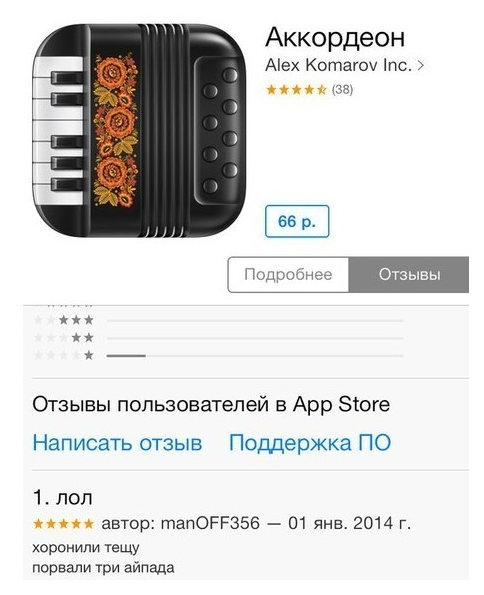 Аккордеон
Alex Komarov Inc. >
(38)
66 р.
Подробнее Отзывы
Отзывы пользователей в App Store
Написать отзыв Поддержка ПО
1. лол
автор: manOFF356 — 01 янв. 2014 г.
хоронили тещу
порвали три айпада